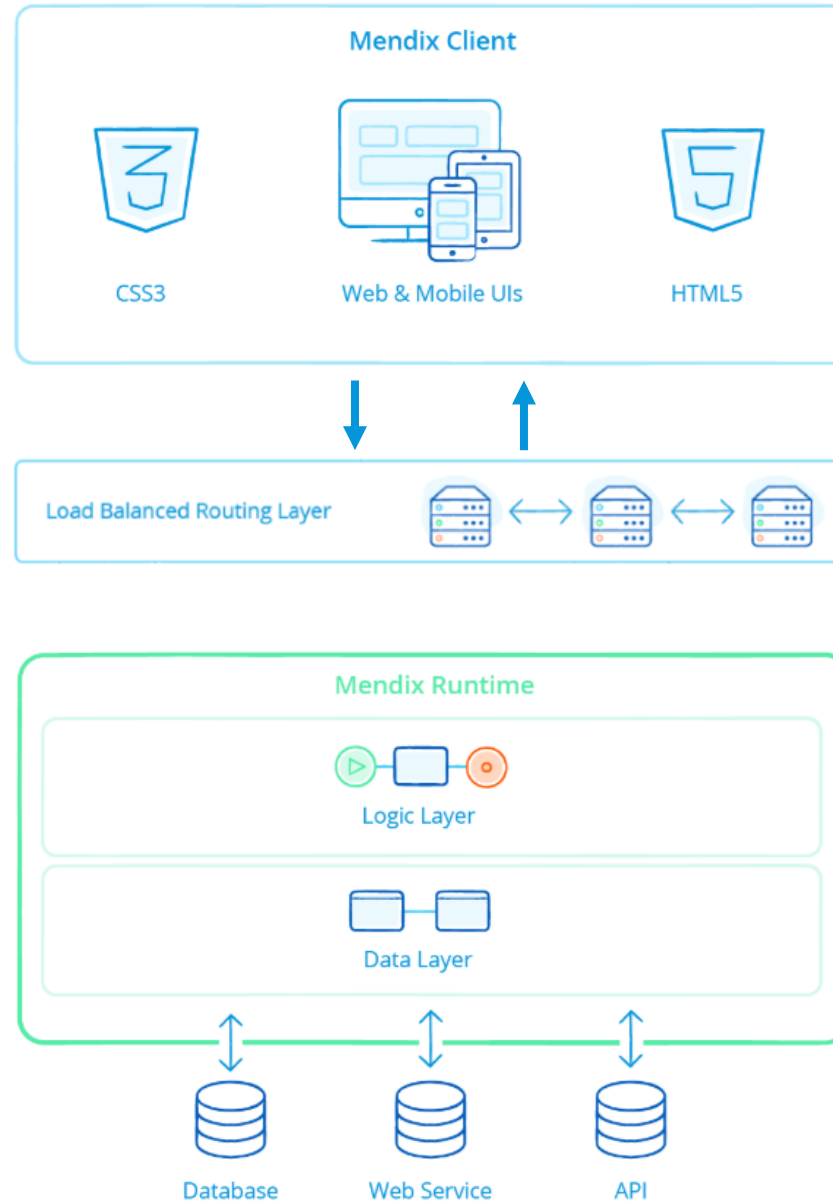 Mendix Client
CSS3
Web & Mobile UIs
HTML5
Load Balanced Routing Layer
Mendix Runtime
Logic Layer
Data Layer
Database
Web Service
API